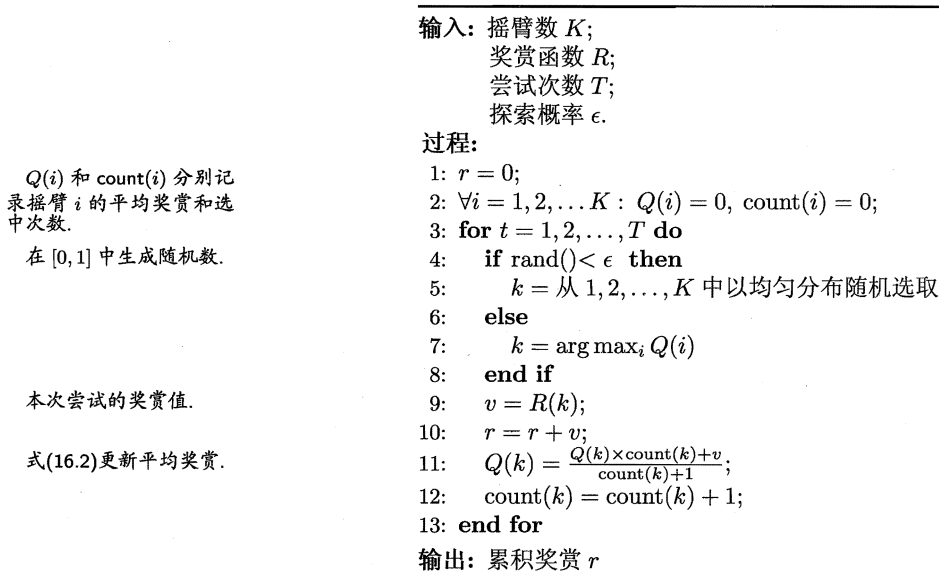 输入: 摇臂数 K;
奖赏函数 R;
尝试次数 T;
探索概率 ϵ.
过程:
1: r = 0;
Q(i) 和 count(i) 分别记
录摇臂 i 的平均奖赏和选
中次数.
2: ∀i = 1, 2, . . . K : Q(i) = 0, count(i) = 0;
3: for t = 1, 2, . . . , T do
在 [0, 1] 中生成随机数.
4: if rand()< ϵ then
5: k = 从 1, 2, . . . , K 中以均匀分布随机选取
6: else
7: k = arg max_i Q(i)
8: end if
本次尝试的奖赏值.
9: v = R(k);
10: r = r + v;
式(16.2)更新平均奖赏.
11: Q(k) = \frac{Q(k)×count(k)+v}{count(k)+1};
12: count(k) = count(k) + 1;
13: end for
输出: 累积奖赏 r